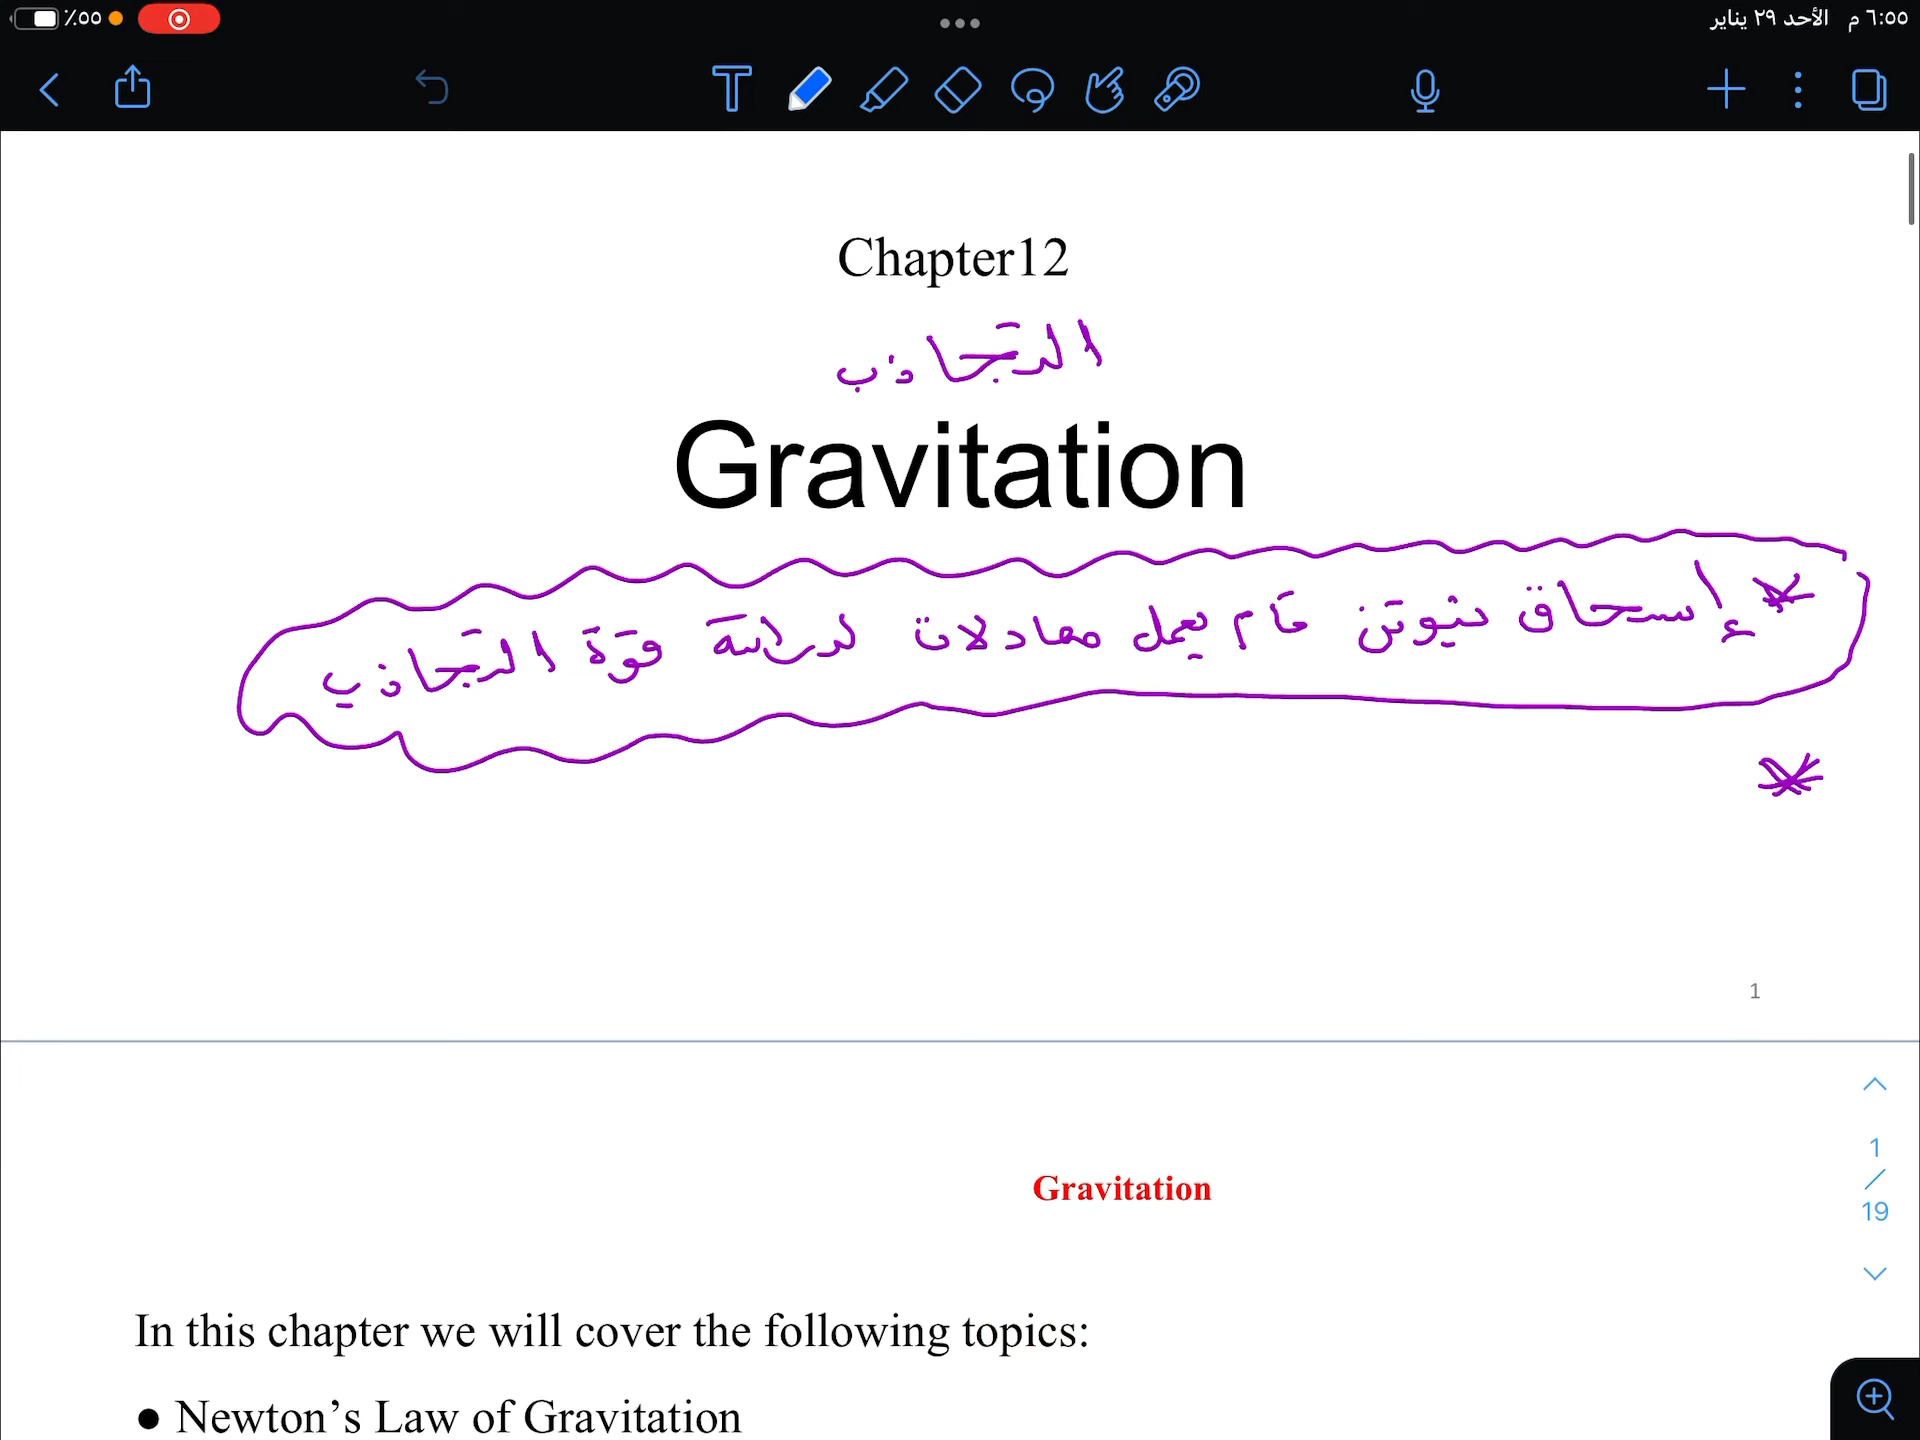 ٪٥٥
٦:٥٥ م الأحد ٢٩ يناير
Chapter12
التجاذب
Gravitation
* إسحاق نيوتن قام بعمل معادلات لدراسة قوة التجاذب
*
1
Gravitation
1
/
19
In this chapter we will cover the following topics:
● Newton’s Law of Gravitation